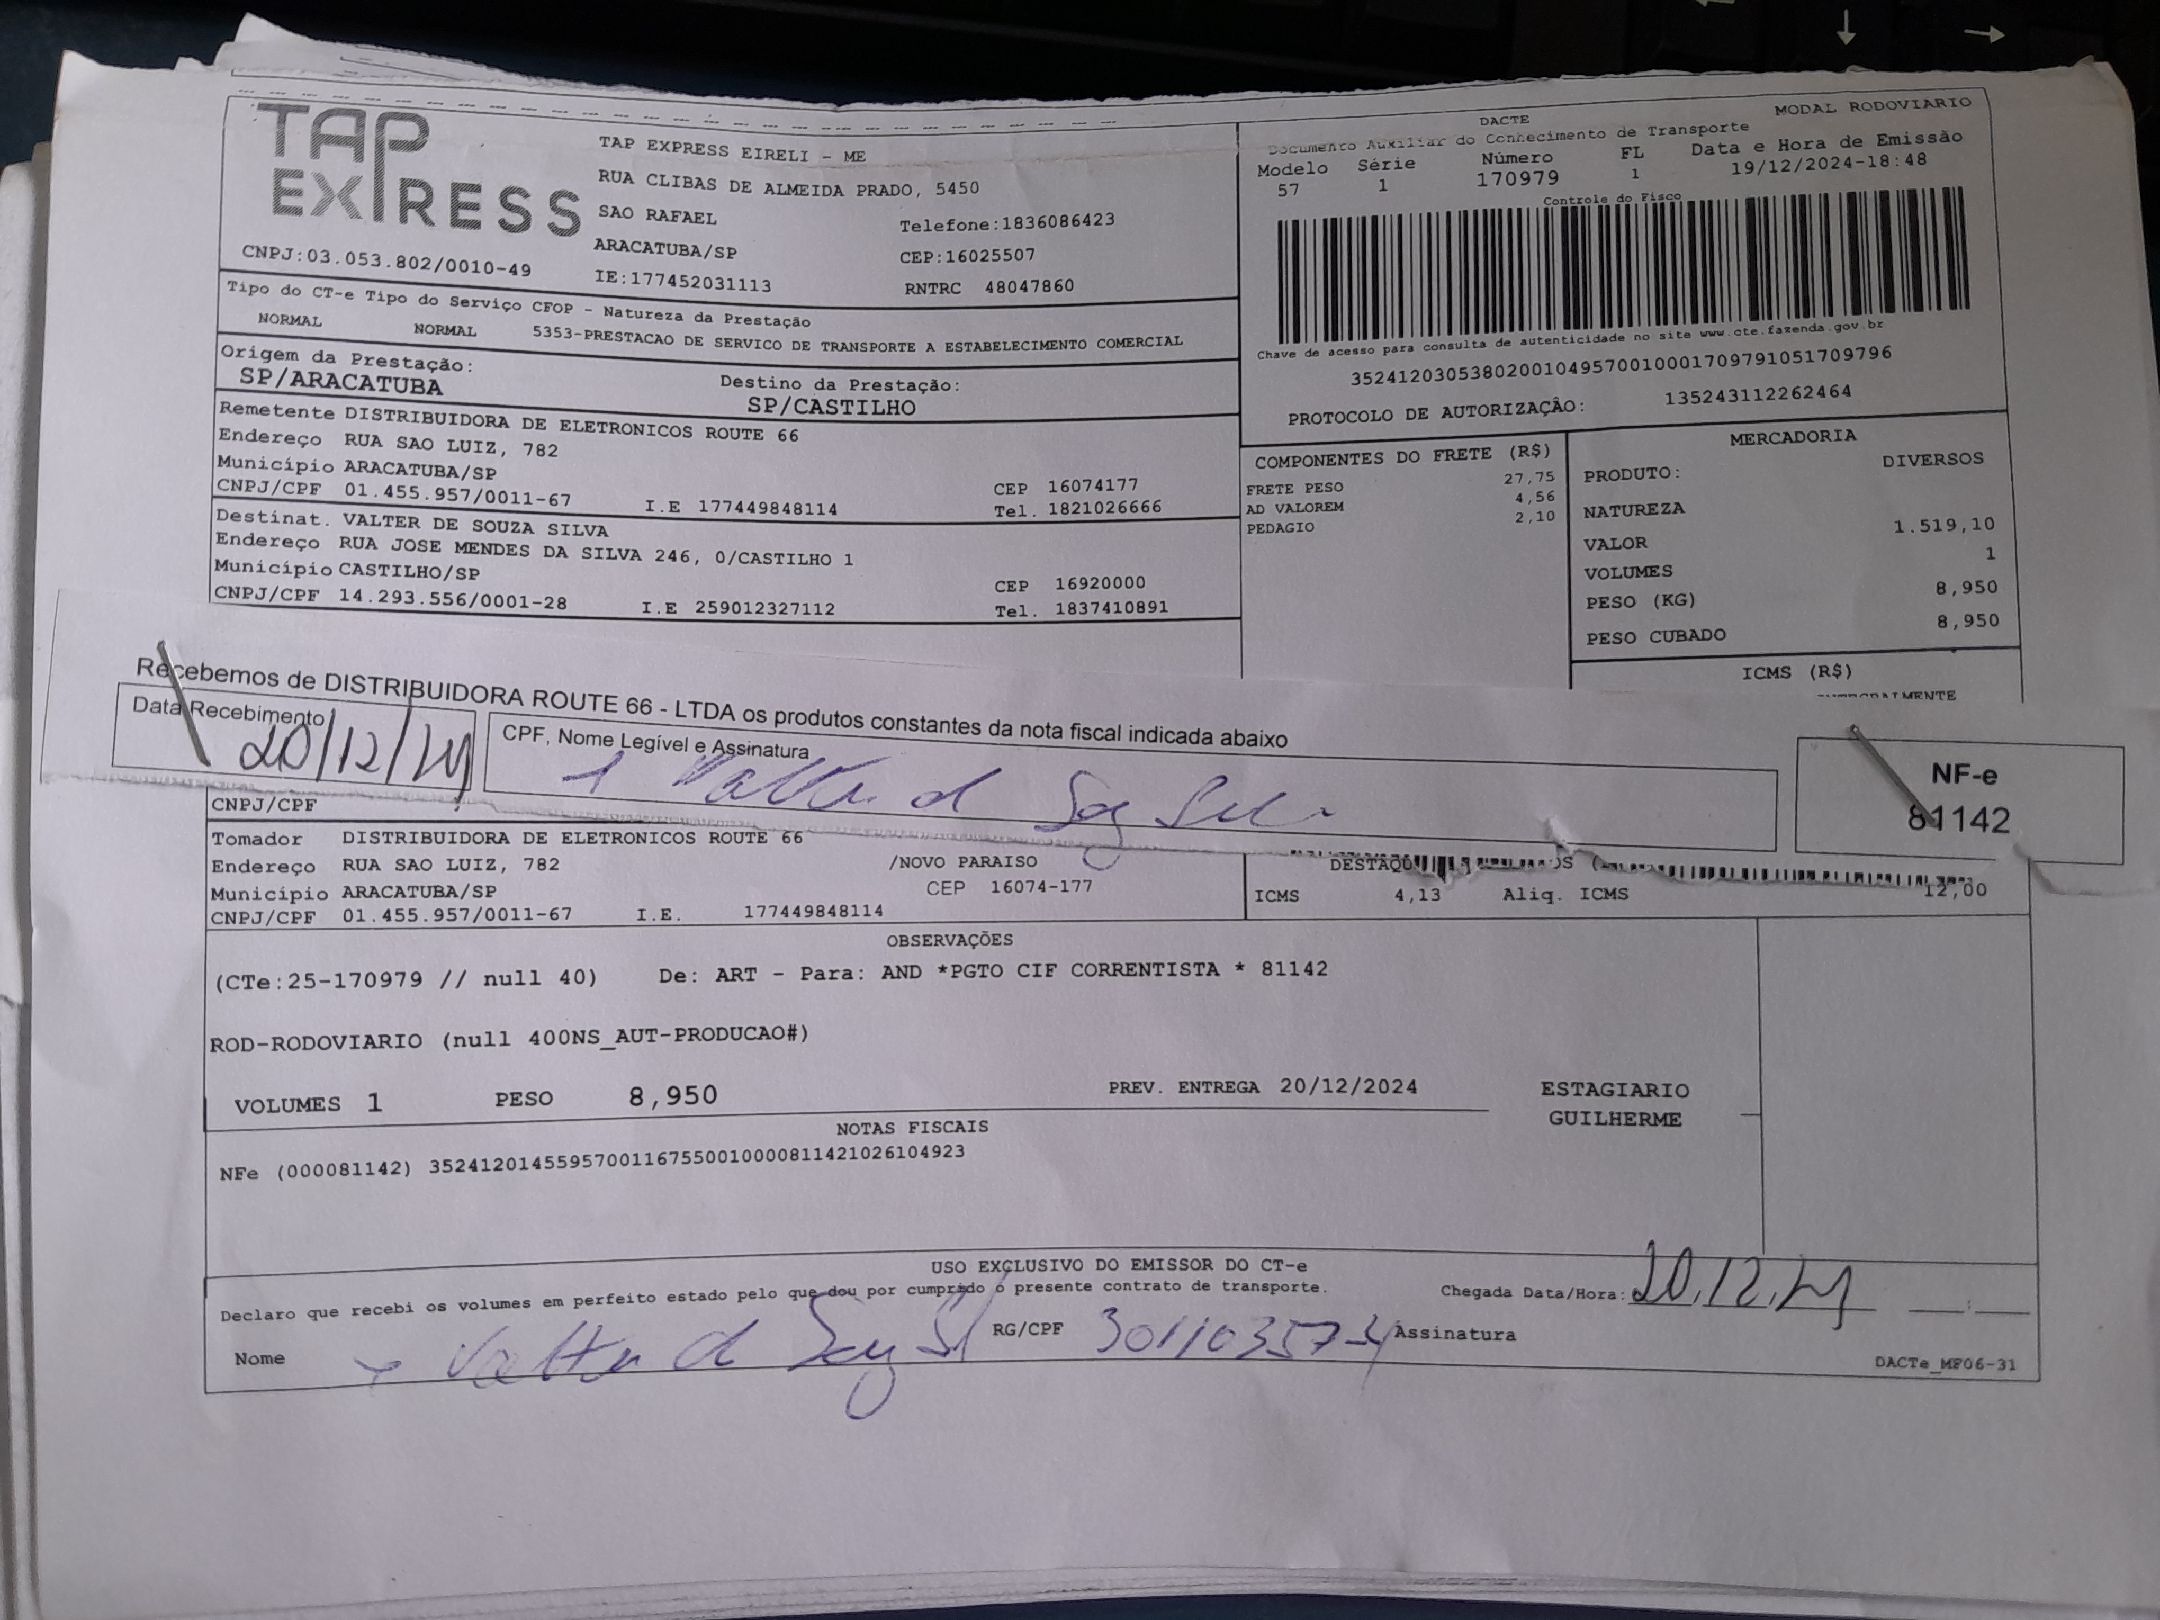 TAP
EXPRESS
CNPJ:03.053.802/0010-49
TAP EXPRESS EIRELI - ME
RUA CLIBAS DE ALMEIDA PRADO, 5450
SAO RAFAEL Telefone:1836086423
ARACATUBA/SP CEP:16025507
IE:177452031113 RNTRC 48047860
DACTE MODAL RODOVIARIO
Documento Auxiliar do Conhecimento de Transporte
Modelo Série Número FL Data e Hora de Emissão
57 1 170979 1 19/12/2024-18:48
Controle do Fisco
Chave de acesso para consulta de autenticidade no site www.cte.fazenda.gov.br
35241203053802001049570010001709791051709796
PROTOCOLO DE AUTORIZAÇÃO: 135243112262464
Tipo do CT-e Tipo do Serviço CFOP - Natureza da Prestação
NORMAL NORMAL 5353-PRESTACAO DE SERVICO DE TRANSPORTE A ESTABELECIMENTO COMERCIAL
Origem da Prestação: Destino da Prestação:
SP/ARACATUBA SP/CASTILHO
Remetente DISTRIBUIDORA DE ELETRONICOS ROUTE 66
Endereço RUA SAO LUIZ, 782
Município ARACATUBA/SP CEP 16074177
CNPJ/CPF 01.455.957/0011-67 I.E 177449848114 Tel. 1821026666
Destinat. VALTER DE SOUZA SILVA
Endereço RUA JOSE MENDES DA SILVA 246, 0/CASTILHO 1
Município CASTILHO/SP CEP 16920000
CNPJ/CPF 14.293.556/0001-28 I.E 259012327112 Tel. 1837410891
COMPONENTES DO FRETE (R$)
FRETE PESO 27,75
AD VALOREM 4,56
PEDAGIO 2,10
MERCADORIA
PRODUTO: DIVERSOS
NATUREZA
VALOR 1.519,10
VOLUMES 1
PESO (KG) 8,950
PESO CUBADO 8,950
ICMS (R$)
Recebemos de DISTRIBUIDORA ROUTE 66 - LTDA os produtos constantes da nota fiscal indicada abaixo
Data Recebimento CPF, Nome Legível e Assinatura
20/12/24
NF-e
81142
CNPJ/CPF
Tomador DISTRIBUIDORA DE ELETRONICOS ROUTE 66
Endereço RUA SAO LUIZ, 782 /NOVO PARAISO
Município ARACATUBA/SP CEP 16074-177
CNPJ/CPF 01.455.957/0011-67 I.E. 177449848114
ICMS 4,13 Aliq. ICMS 12,00
OBSERVAÇÕES
(CTe:25-170979 // null 40) De: ART - Para: AND *PGTO CIF CORRENTISTA * 81142
ROD-RODOVIARIO (null 400NS_AUT-PRODUCAO#)
VOLUMES 1 PESO 8,950 PREV. ENTREGA 20/12/2024
ESTAGIARIO
GUILHERME
NOTAS FISCAIS
NFe (000081142) 35241201455957001167550010000811421026104923
USO EXCLUSIVO DO EMISSOR DO CT-e
Declaro que recebi os volumes em perfeito estado pelo que dou por cumprido o presente contrato de transporte. Chegada Data/Hora: 20.12.24
Nome RG/CPF Assinatura
DACTe_MF06-31